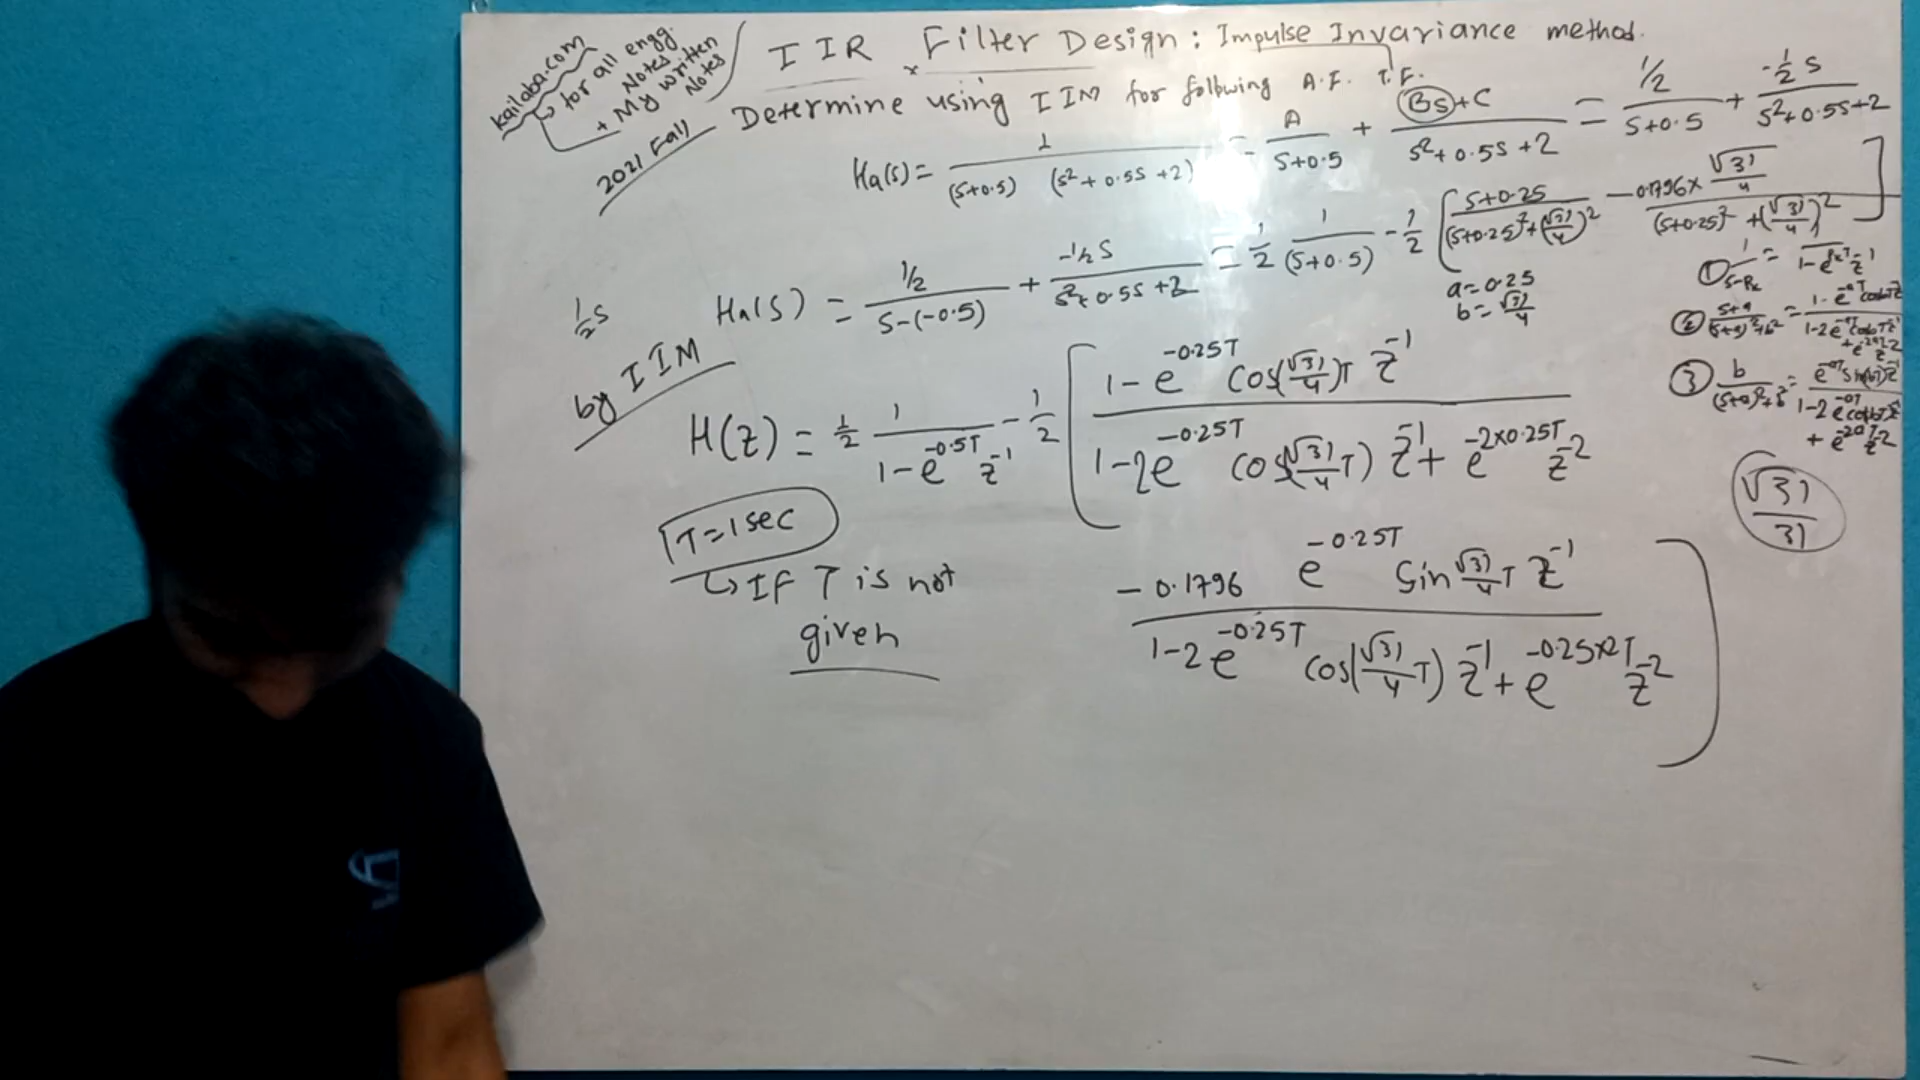 kailaba.com
for all engg.
Notes
+ My written
Notes
IIR Filter Design: Impulse Invariance method.
2021 Fall
Determine using IIM for following A.F. T.F.
Ha(s) = 1 / (s+0.5) (s²+0.5s+2) = A / s+0.5 + Bs+C / s²+0.5s+2 = 1/2 / s+0.5 + -1/2 s / s²+0.5s+2
1/2 s
Ha(s) = 1/2 / s-(-0.5) + -1/2 s / s²+0.5s+2 = 1/2 1/(s+0.5) - 1/2 [ s+0.25 / (s+0.25)²+(√31/4)² - 0.1796 × √31/4 / (s+0.25)²+(√31/4)² ]
a=0.25
b=√31/4
① 1/s-Pk = 1/1-e^PkT z^-1
② s+a / (s+a)²+b² = 1-e^-aT cosbT z^-1 / 1-2e^-aT cosbT z^-1 + e^-2aT z^-2
③ b / (s+a)²+b² = e^-aT sin(bT) z^-1 / 1-2e^-aT cos(bT) z^-1 + e^-2aT z^-2
by IIM
H(z) = 1/2 1 / 1-e^-0.5T z^-1 - 1/2 [ 1-e^-0.25T cos(√31/4)T z^-1 / 1-2e^-0.25T cos(√31/4 T) z^-1 + e^-2×0.25T z^-2
√31 / 31
T=1sec
↳ IF T is not
given
- 0.1796 e^-0.25T sin √31/4 T z^-1 / 1-2e^-0.25T cos(√31/4 T) z^-1 + e^-0.25×2T z^-2 ]